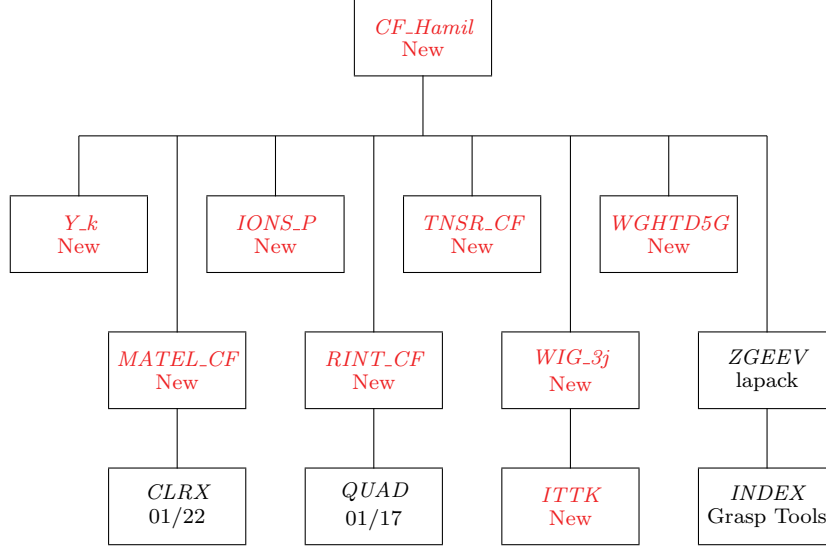 CF_Hamil
New
Y_k
New
IONS_P
New
TNSR_CF
New
WGHTD5G
New
MATEL_CF
New
RINT_CF
New
WIG_3j
New
ZGEEV
lapack
CLRX
01/22
QUAD
01/17
ITTK
New
INDEX
Grasp Tools